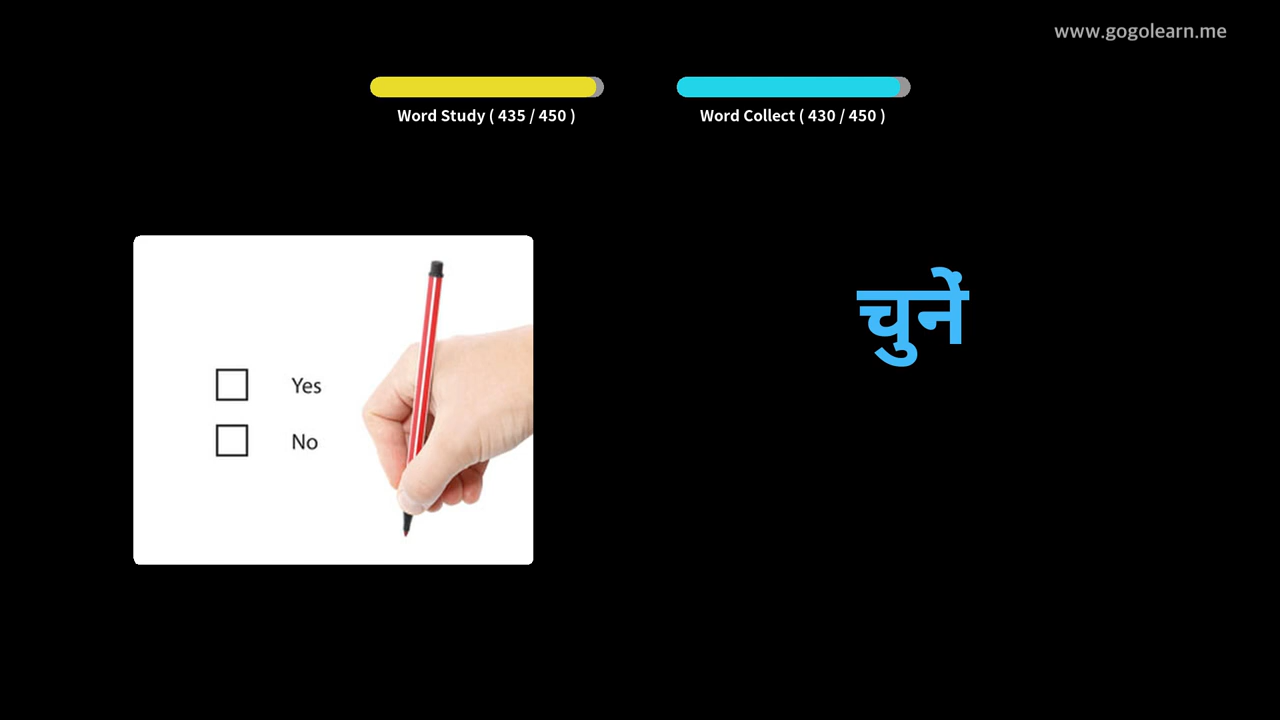 www.gogolearn.me
Word Study ( 435 / 450 )
Word Collect ( 430 / 450 )
चुनें
Yes
No